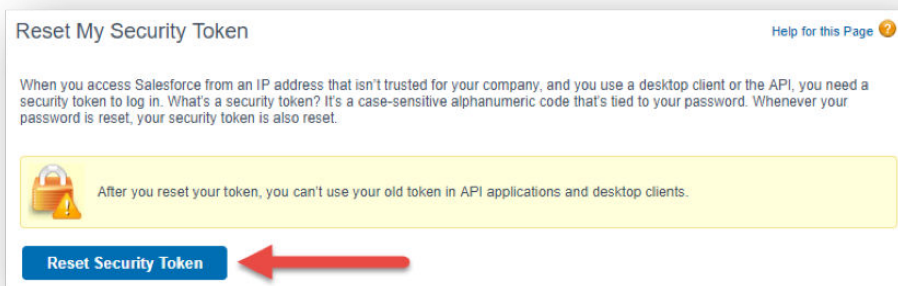 Reset My Security Token
Help for this Page ?
When you access Salesforce from an IP address that isn't trusted for your company, and you use a desktop client or the API, you need a
security token to log in. What's a security token? It's a case-sensitive alphanumeric code that's tied to your password. Whenever your
password is reset, your security token is also reset.
After you reset your token, you can't use your old token in API applications and desktop clients.
Reset Security Token